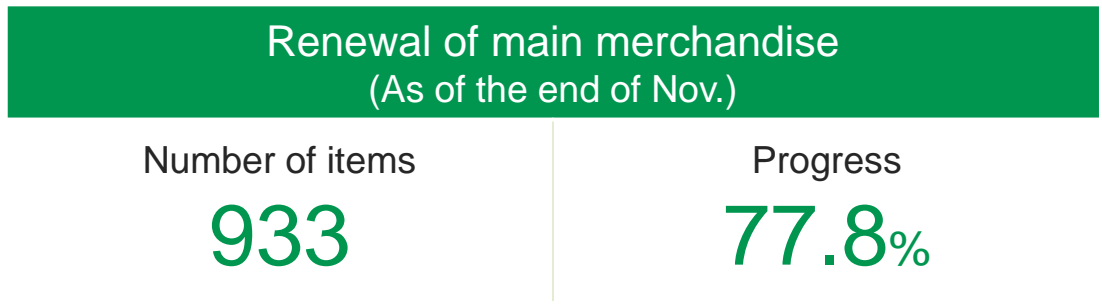 Renewal of main merchandise
(As of the end of Nov.)
Number of items
933
Progress
77.8%